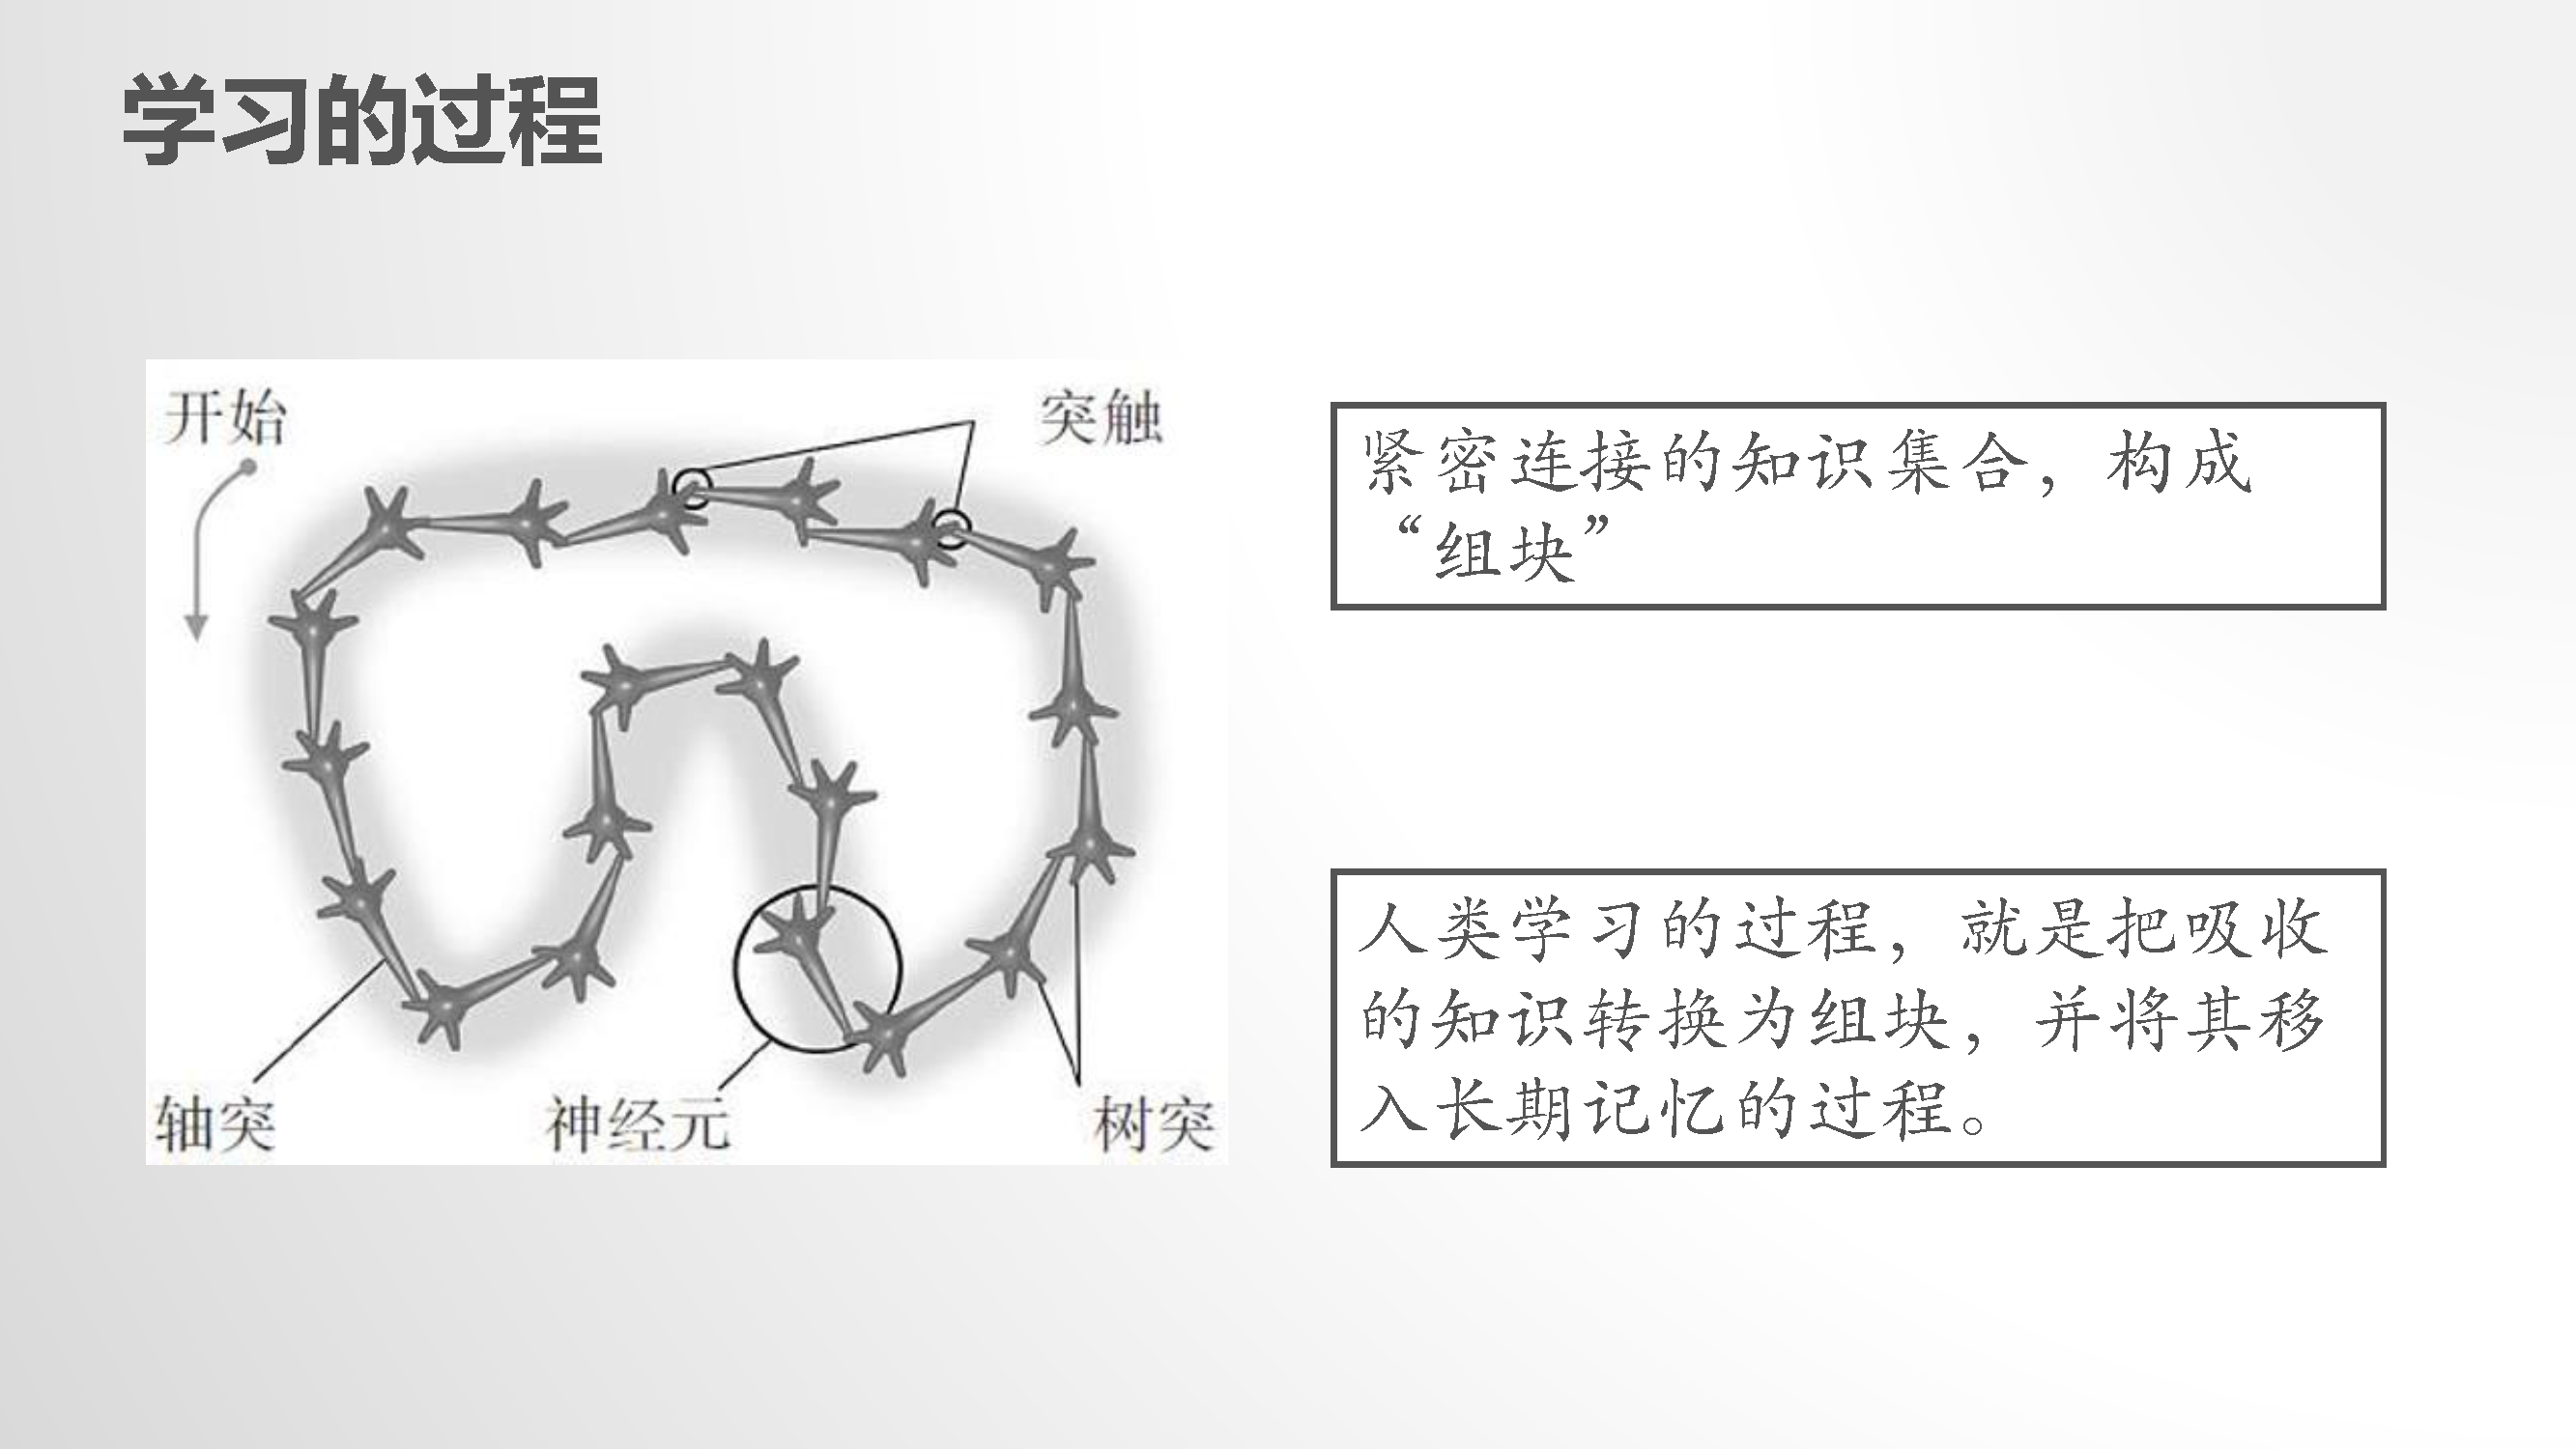 学习的过程
开始
突触
轴突
神经元
树突
紧密连接的知识集合，构成
“组块”
人类学习的过程，就是把吸收
的知识转换为组块，并将其移
入长期记忆的过程。